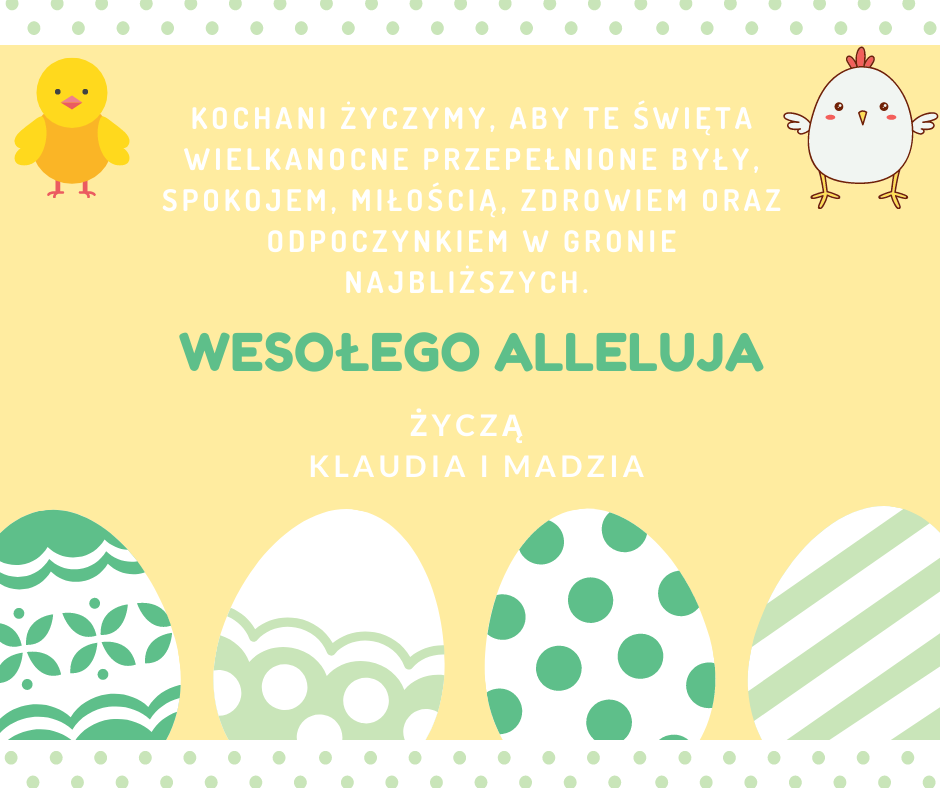 KOCHANI ŻYCZYMY, ABY TE ŚWIĘTA
WIELKANOCNE PRZEPEŁNIONE BYŁY,
SPOKOJEM, MIŁOŚCIĄ, ZDROWIEM ORAZ
ODPOCZYNKIEM W GRONIE
NAJBLIŻSZYCH.
WESOŁEGO ALLELUJA
ŻYCZĄ
KLAUDIA I MADZIA